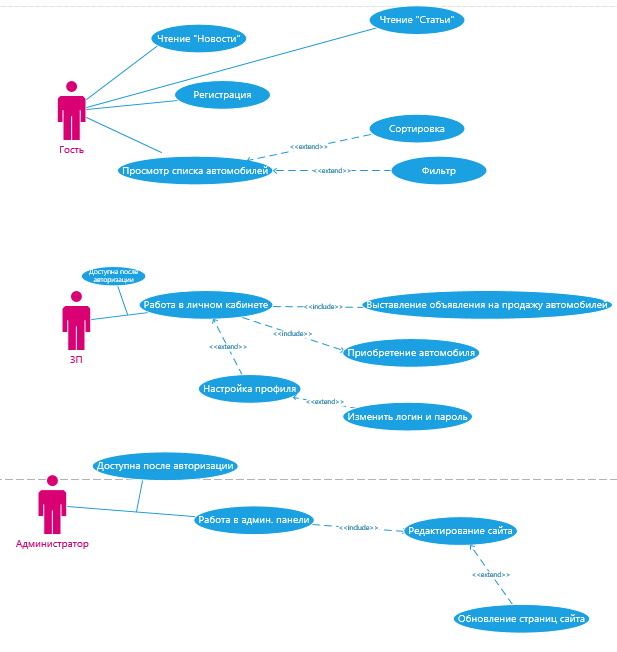 Чтение "Статьи"
Чтение "Новости"
Регистрация
Гость
Сортировка
<<extend>>
Просмотр списка автомобилей
<<extend>>
Фильтр
Доступна после
авторизации
Работа в личном кабинете
<<include>>
Выставление объявления на продажу автомобилей
ЗП
<<include>>
<<extend>>
Приобретение автомобиля
Настройка профиля
<<extend>>
Изменить логин и пароль
Доступна после авторизации
Администратор
Работа в админ. панели
<<include>>
Редактирование сайта
<<extend>>
Обновление страниц сайта